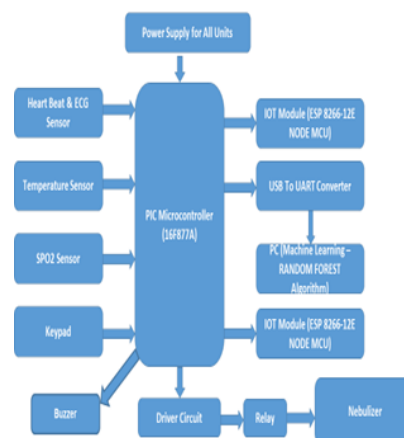 Power Supply for All Units
Heart Beat & ECG
Sensor
IOT Module (ESP 8266-12E
NODE MCU)
Temperature Sensor
PIC Microcontroller
(16F877A)
USB To UART Converter
SPO2 Sensor
PC (Machine Learning –
RANDOM FOREST
Algorithm)
Keypad
IOT Module (ESP 8266-12E
NODE MCU)
Buzzer
Driver Circuit
Relay
Nebulizer